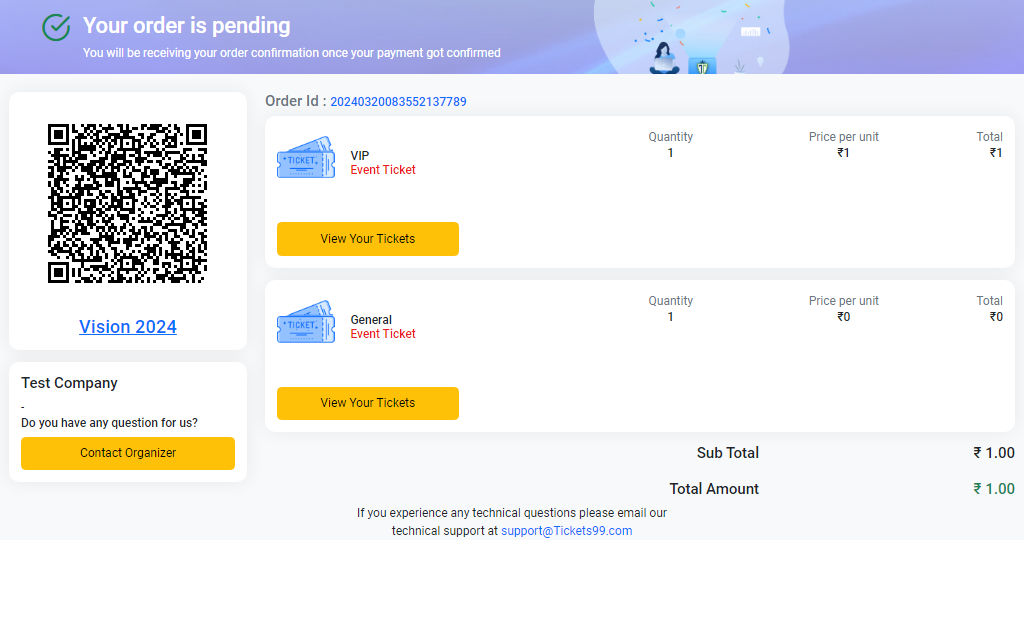 Your order is pending
You will be receiving your order confirmation once your payment got confirmed
Vision 2024
Test Company
-
Do you have any question for us?
Contact Organizer
Order Id : 20240320083552137789
TICKET
VIP
Event Ticket
Quantity
1
Price per unit
₹1
Total
₹1
View Your Tickets
TICKET
General
Event Ticket
Quantity
1
Price per unit
₹0
Total
₹0
View Your Tickets
Sub Total ₹ 1.00
Total Amount ₹ 1.00
If you experience any technical questions please email our
technical support at support@Tickets99.com